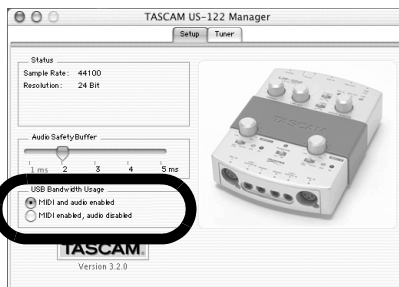 TASCAM US-122 Manager
Setup Tuner
Status
Sample Rate: 44100
Resolution: 24 Bit
Audio Safety Buffer
1 ms 2 3 4 5 ms
USB Bandwidth Usage
MIDI and audio enabled
MIDI enabled, audio disabled
TASCAM
Version 3.2.0
TASCAM